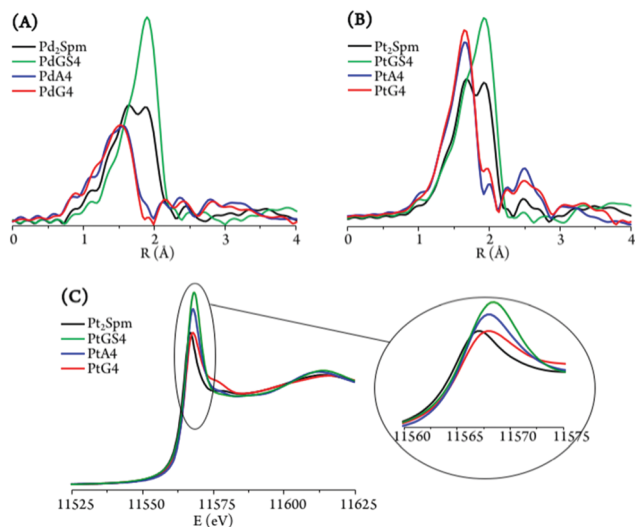 (A)
Pd₂Spm
PdGS4
PdA4
PdG4
0 1 2 3 4
R (Å)
(B)
Pt₂Spm
PtGS4
PtA4
PtG4
0 1 2 3 4
R (Å)
(C)
Pt₂Spm
PtGS4
PtA4
PtG4
11560 11565 11570 11575
11525 11550 11575 11600 11625
E (eV)